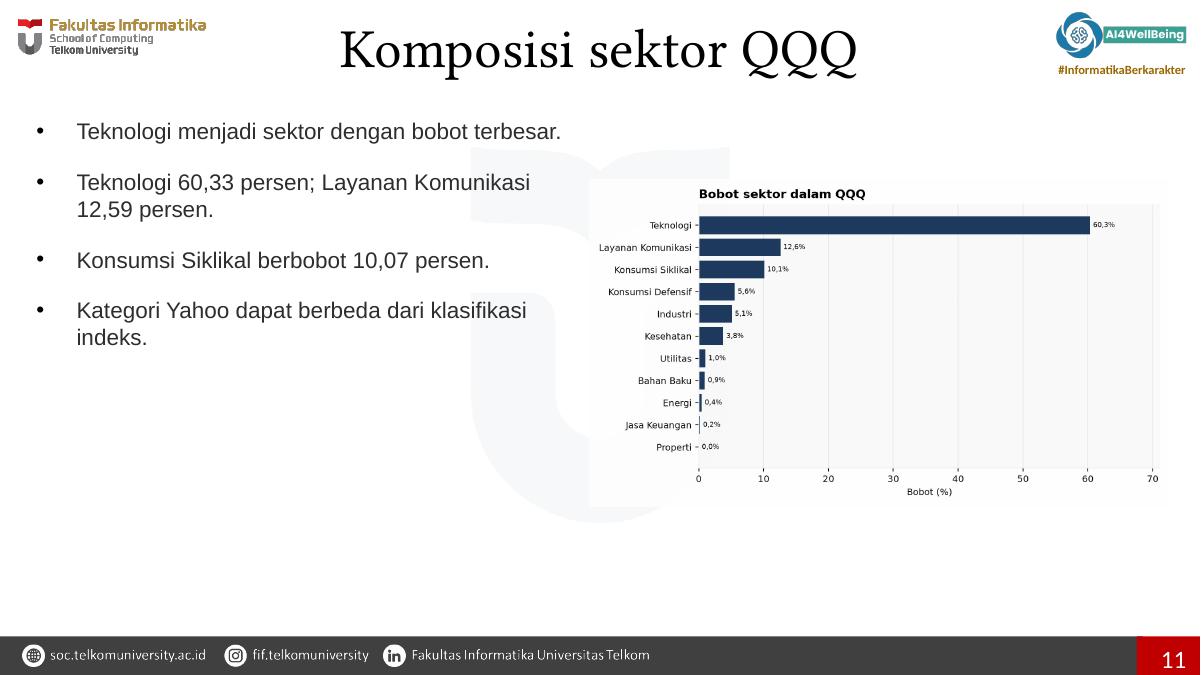 Fakultas Informatika
School of Computing
Telkom University
Komposisi sektor QQQ
AI4WellBeing
#InformatikaBerkarakter
• Teknologi menjadi sektor dengan bobot terbesar.
• Teknologi 60,33 persen; Layanan Komunikasi
12,59 persen.
• Konsumsi Siklikal berbobot 10,07 persen.
• Kategori Yahoo dapat berbeda dari klasifikasi
indeks.
Bobot sektor dalam QQQ
Teknologi 60,3%
Layanan Komunikasi 12,6%
Konsumsi Siklikal 10,1%
Konsumsi Defensif 5,6%
Industri 5,1%
Kesehatan 3,8%
Utilitas 1,0%
Bahan Baku 0,9%
Energi 0,4%
Jasa Keuangan 0,2%
Properti 0,0%
0 10 20 30 40 50 60 70
Bobot (%)
soc.telkomuniversity.ac.id fif.telkomuniversity Fakultas Informatika Universitas Telkom 11